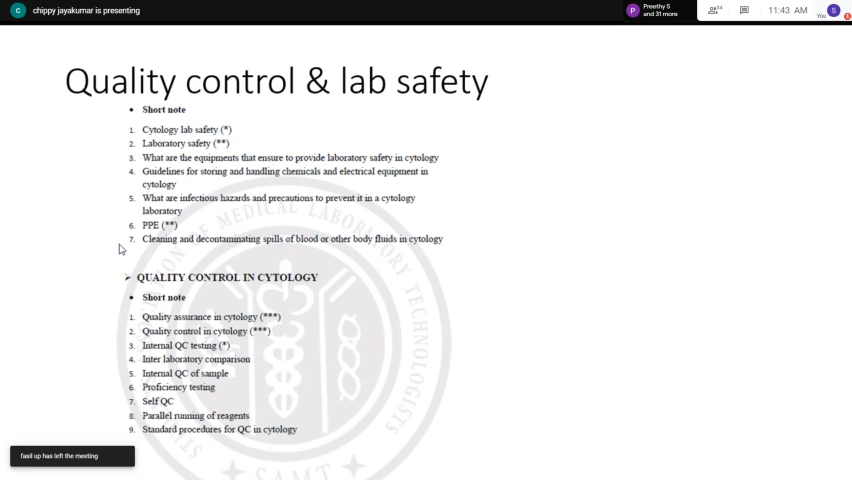 C
chippy jayakumar is presenting
P
Preethy S
and 31 more
34
11:43 AM
You
S
Quality control & lab safety
• Short note
1. Cytology lab safety (*)
2. Laboratory safety (**)
3. What are the equipments that ensure to provide laboratory safety in cytology
4. Guidelines for storing and handling chemicals and electrical equipment in
cytology
5. What are infectious hazards and precautions to prevent it in a cytology
laboratory
6. PPE (**)
7. Cleaning and decontaminating spills of blood or other body fluids in cytology
➢ QUALITY CONTROL IN CYTOLOGY
• Short note
1. Quality assurance in cytology (***)
2. Quality control in cytology (***)
3. Internal QC testing (*)
4. Inter laboratory comparison
5. Internal QC of sample
6. Proficiency testing
7. Self QC
8. Parallel running of reagents
9. Standard procedures for QC in cytology
OF MEDICAL LABORATORY TECHNOLOGISTS
SAMT
fasil up has left the meeting